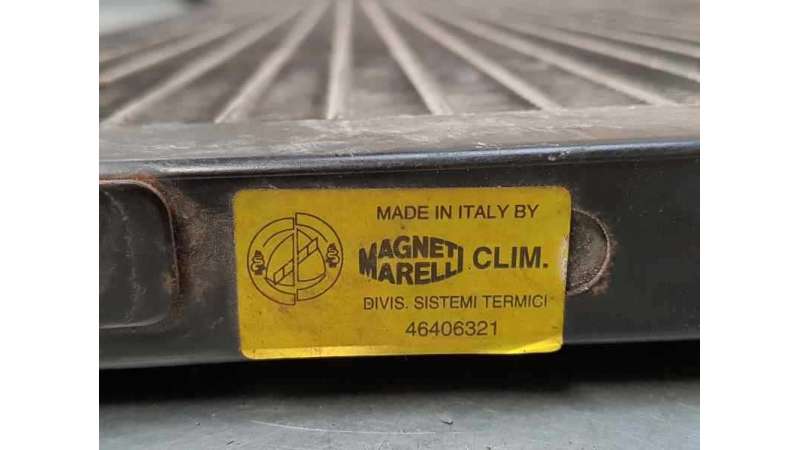 MADE IN ITALY BY
MAGNETI MARELLI CLIM.
DIVIS. SISTEMI TERMICI
46406321